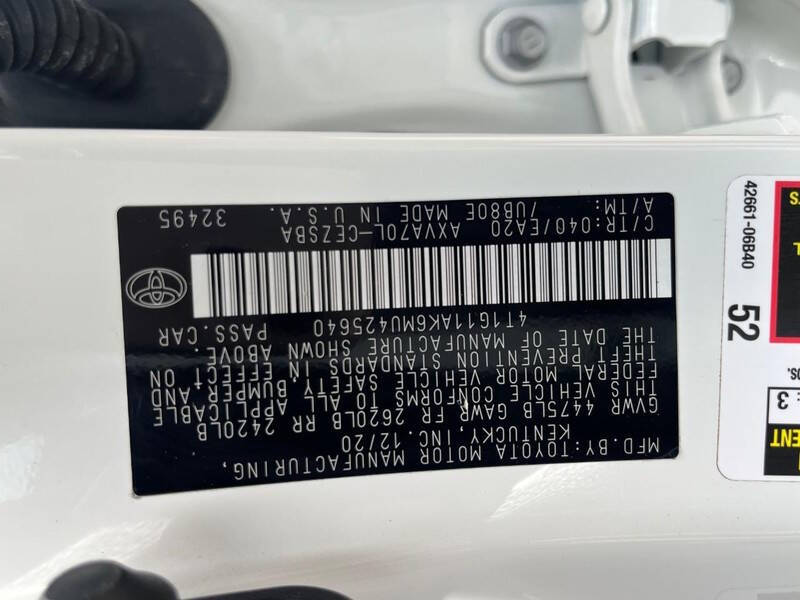 MFD.BY:TOYOTA MOTOR MANUFACTURING,
KENTUCKY, INC. 12/20
GVWR 4475LB GAWR FR 2620LB RR 2420LB
THIS VEHICLE CONFORMS TO ALL APPLICABLE
FEDERAL MOTOR VEHICLE SAFETY, BUMPER, AND
THEFT PREVENTION STANDARDS IN EFFECT ON
THE DATE OF MANUFACTURE SHOWN ABOVE.
4T1G11AK6MU425640 PASS.CAR
C/TR:040/EA20 AXVA70L-CEZSBA
A/TM: /UB80E MADE IN U.S.A. 32495
42661-06B40
52
: 3